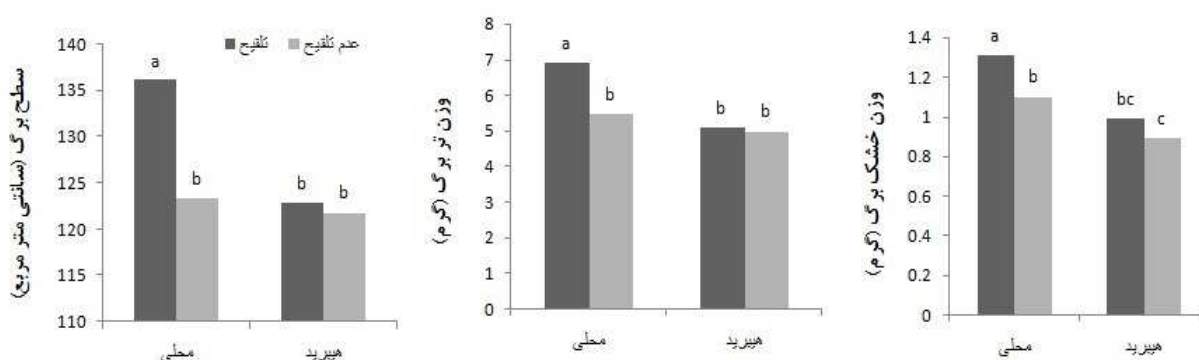 سطح برگ (سانتی متر مربع)
140
135
130
125
120
115
110
تلقیح
عدم تلقیح
a
b
b
b
محلی
هیبرید
وزن تر برگ (گرم)
8
7
6
5
4
3
2
1
0
a
b
b
b
محلی
هیبرید
وزن خشک برگ (گرم)
1.4
1.2
1
0.8
0.6
0.4
0.2
0
a
b
bc
c
محلی
هیبرید